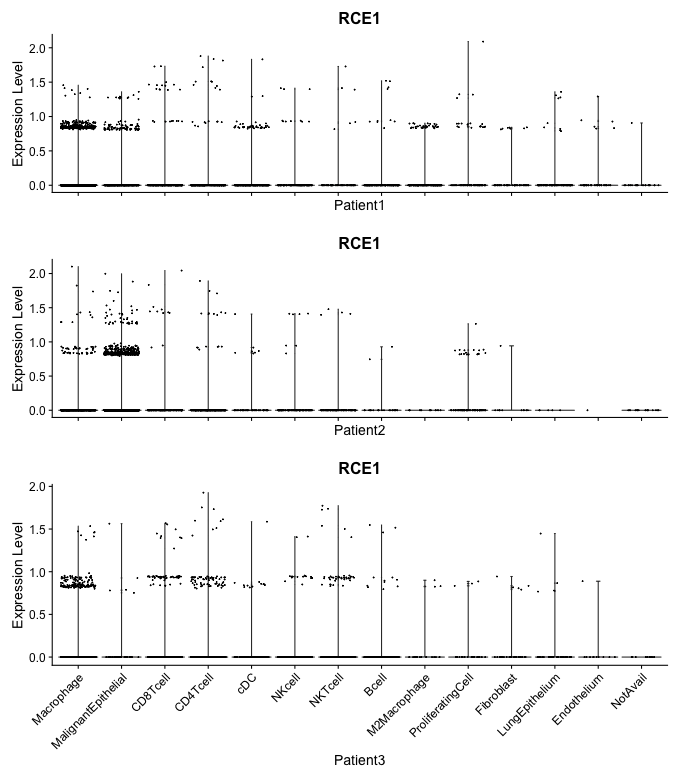 RCE1
Expression Level
2.0
1.5
1.0
0.5
0.0
Patient1
RCE1
Expression Level
2.0
1.5
1.0
0.5
0.0
Patient2
RCE1
Expression Level
2.0
1.5
1.0
0.5
0.0
Macrophage
MalignantEpithelial
CD8Tcell
CD4Tcell
cDC
NKcell
NKTcell
Bcell
M2Macrophage
ProliferatingCell
Fibroblast
LungEpithelium
Endothelium
NotAvail
Patient3